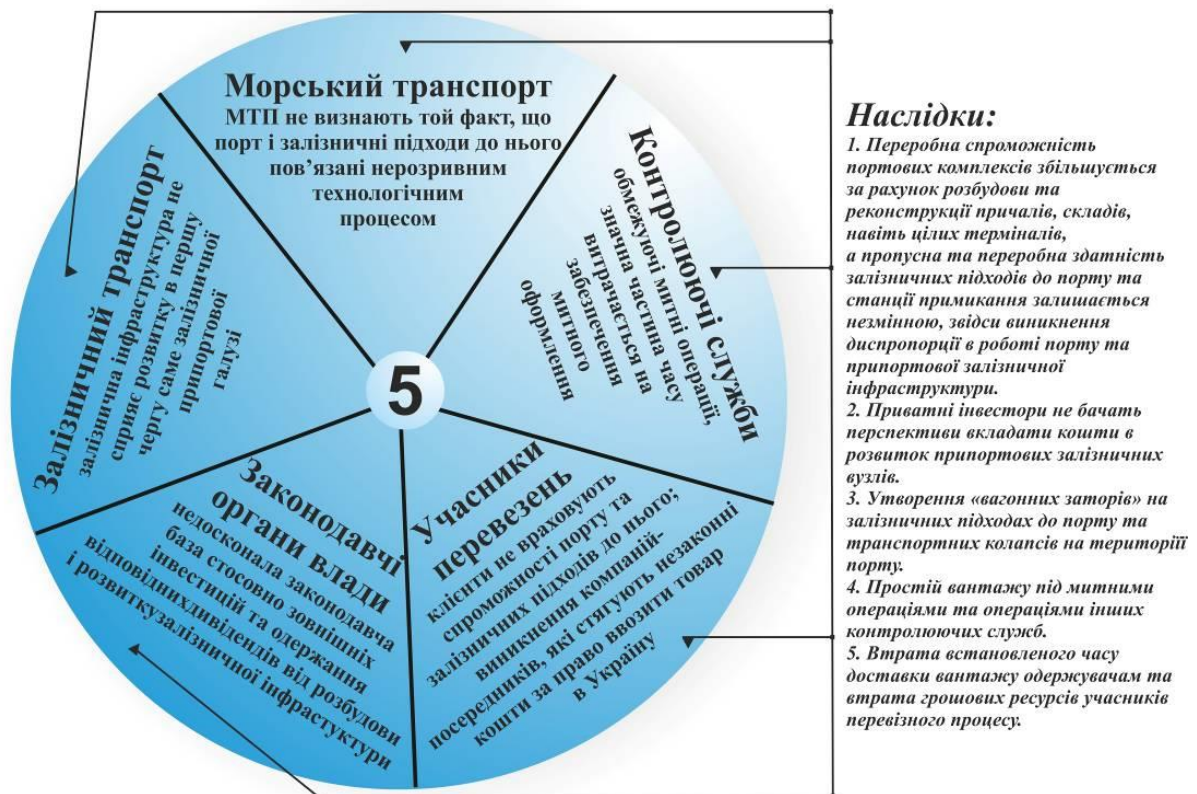 Морський транспорт
МТП не визнають той факт, що
порт і залізничні підходи до нього
пов’язані нерозривним
технологічним
процесом
Контролюючі служби
обмежуючі митні операції,
значна частина часу
витрачається на
забезпечення
митного
оформлення
Учасники
перевезень
клієнти не враховують
спроможності порту та
залізничних підходів до нього;
виникнення компаній-
посередників, які стягують незаконні
кошти за право ввозити товар
в Україну
Законодавчі
органи влади
недосконала законодавча
база стосовно зовнішніх
інвестицій та одержання
відповіднихдивідендів від розбудови
і розвиткузалізничної інфрастуктури
Залізничний транспорт
залізнична інфраструктура не
сприяє розвитку в першу
чергу саме залізничної
припортової
галузі
5
Наслідки:
1. Переробна спроможність
портових комплексів збільшується
за рахунок розбудови та
реконструкції причалів, складів,
навіть цілих терміналів,
а пропускна та переробна здатність
залізничних підходів до порту та
станції примикання залишається
незмінною, звідси виникнення
диспропорції в роботі порту та
припортової залізничної
інфраструктури.
2. Приватні інвестори не бачать
перспективи вкладати кошти в
розвиток припортових залізничних
вузлів.
3. Утворення «вагонних заторів» на
залізничних підходах до порту та
транспортних колапсів на території
порту.
4. Простій вантажу під митними
операціями та операціями інших
контролюючих служб.
5. Втрата встановленого часу
доставки вантажу одержувачам та
втрата грошових ресурсів учасників
перевізного процесу.